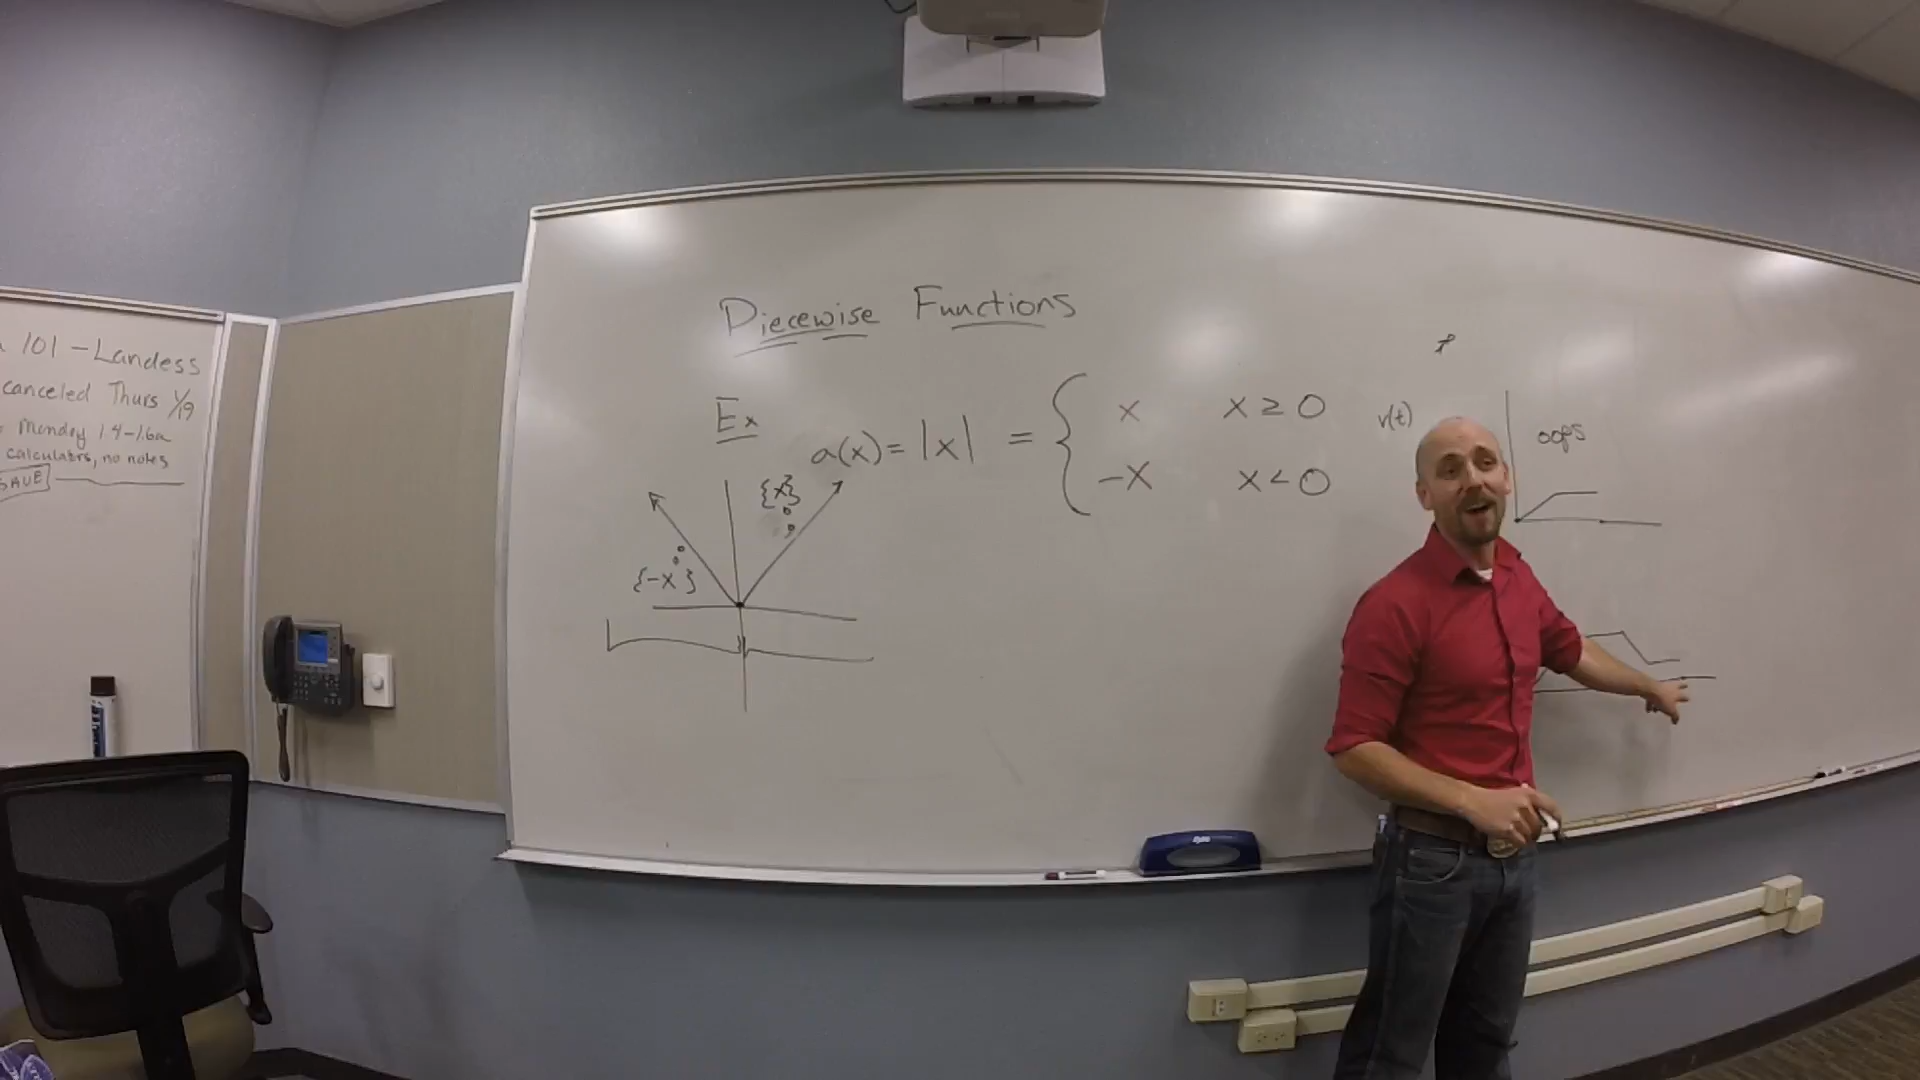 101 - Landess
canceled Thurs 1/19
Monday 1.4-1.6a
calculators, no notes
SAVE
Piecewise Functions
Ex
a(x) = |x| = { x x ≥ 0
-x x < 0
{x}
{-x}
v(t)
oops